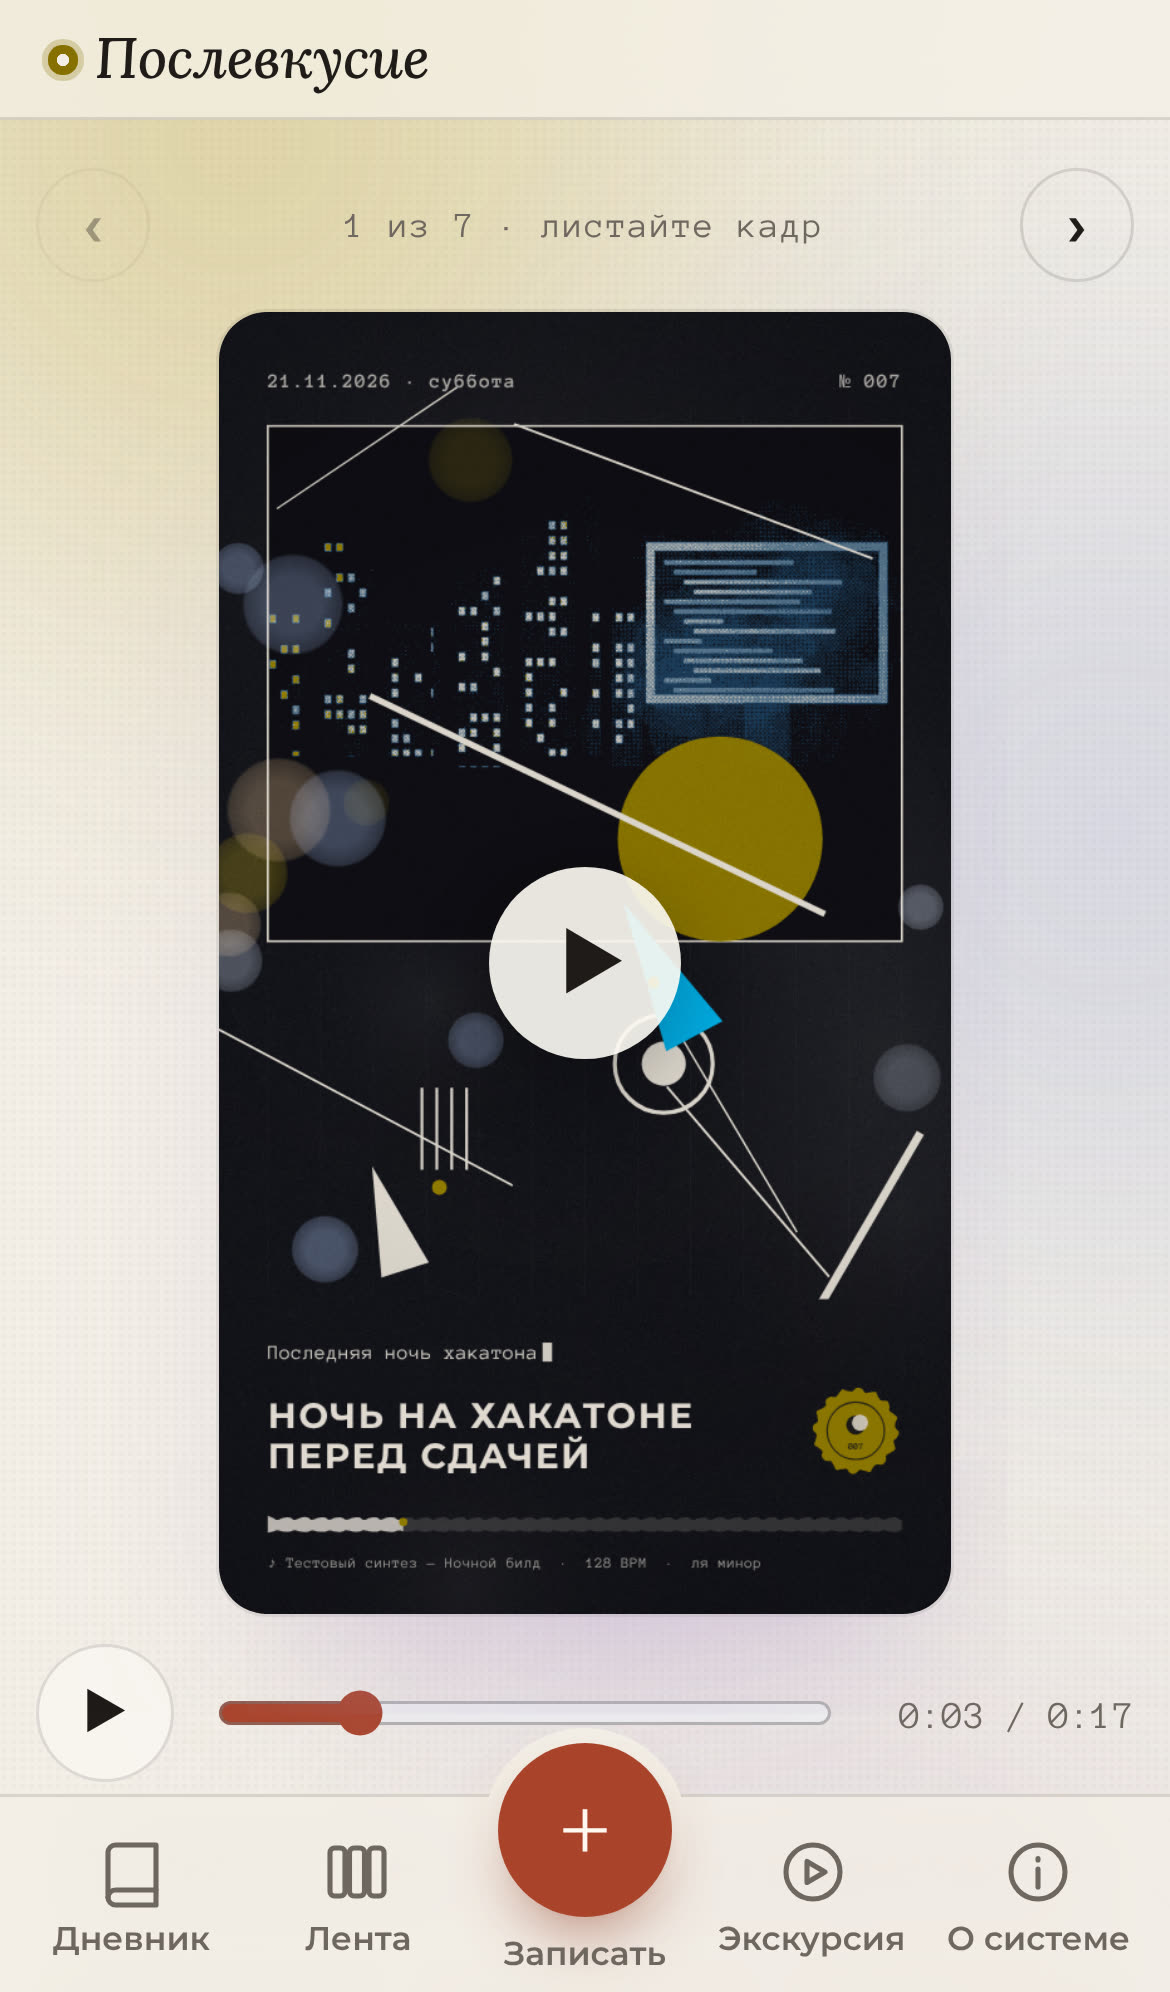 Послевкусие
1 из 7 · листайте кадр
21.11.2026 · суббота
№ 007
Последняя ночь хакатона
НОЧЬ НА ХАКАТОНЕ
ПЕРЕД СДАЧЕЙ
007
♪ Тестовый синтез — Ночной билд · 128 BPM · ля минор
0:03 / 0:17
Дневник
Лента
Записать
Экскурсия
О системе